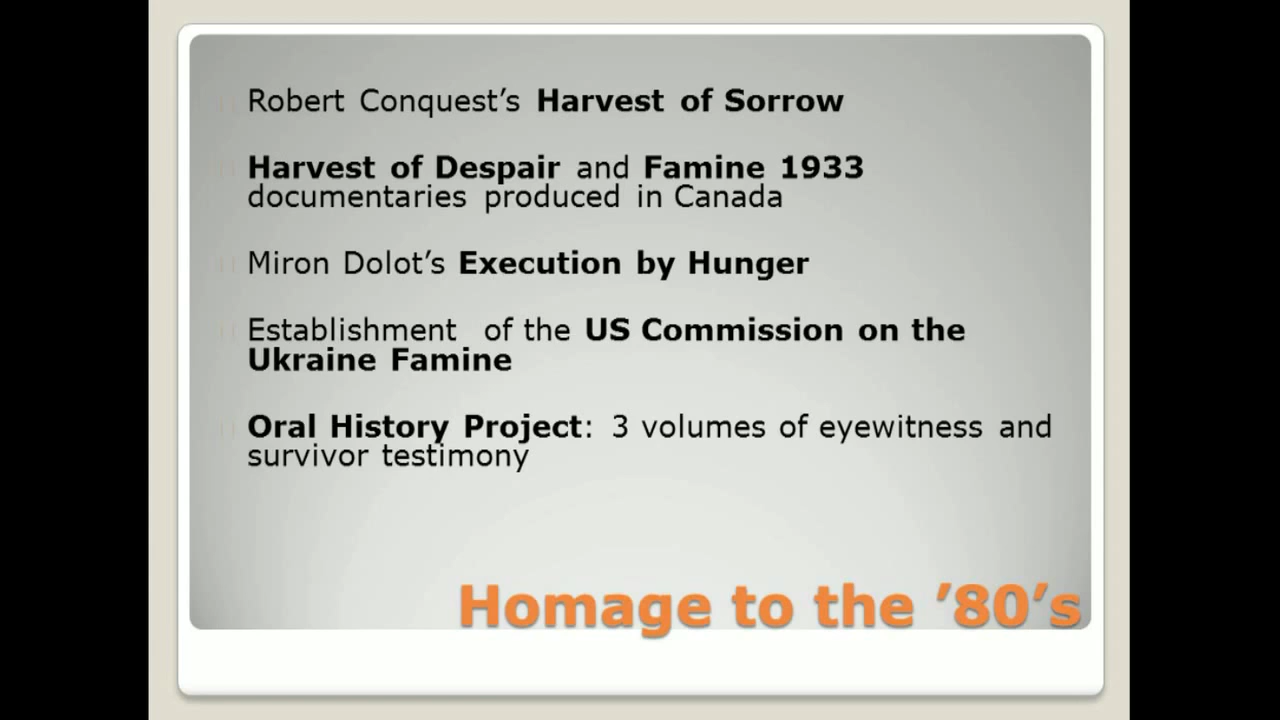 Robert Conquest’s Harvest of Sorrow
Harvest of Despair and Famine 1933
documentaries produced in Canada
Miron Dolot’s Execution by Hunger
Establishment of the US Commission on the
Ukraine Famine
Oral History Project: 3 volumes of eyewitness and
survivor testimony
Homage to the ’80’s